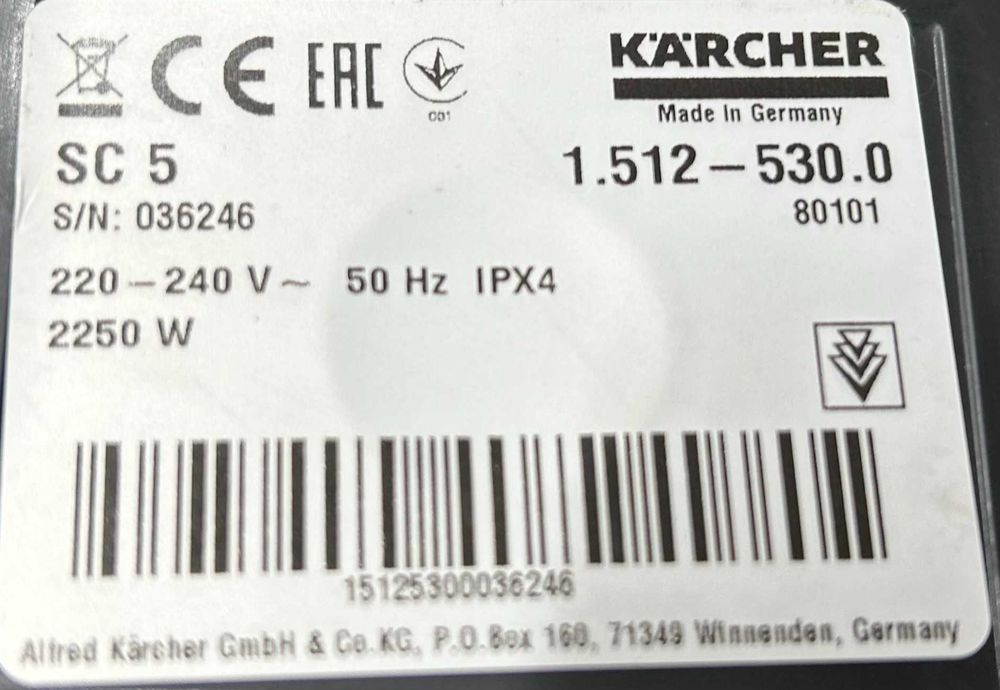 CE EAC
001
KÄRCHER
Made In Germany
SC 5
1.512-530.0
S/N: 036246
80101
220-240 V~ 50 Hz IPX4
2250 W
15125300036246
Alfred Kärcher GmbH & Co. KG, P.O. Box 160, 71349 Winnenden, Germany